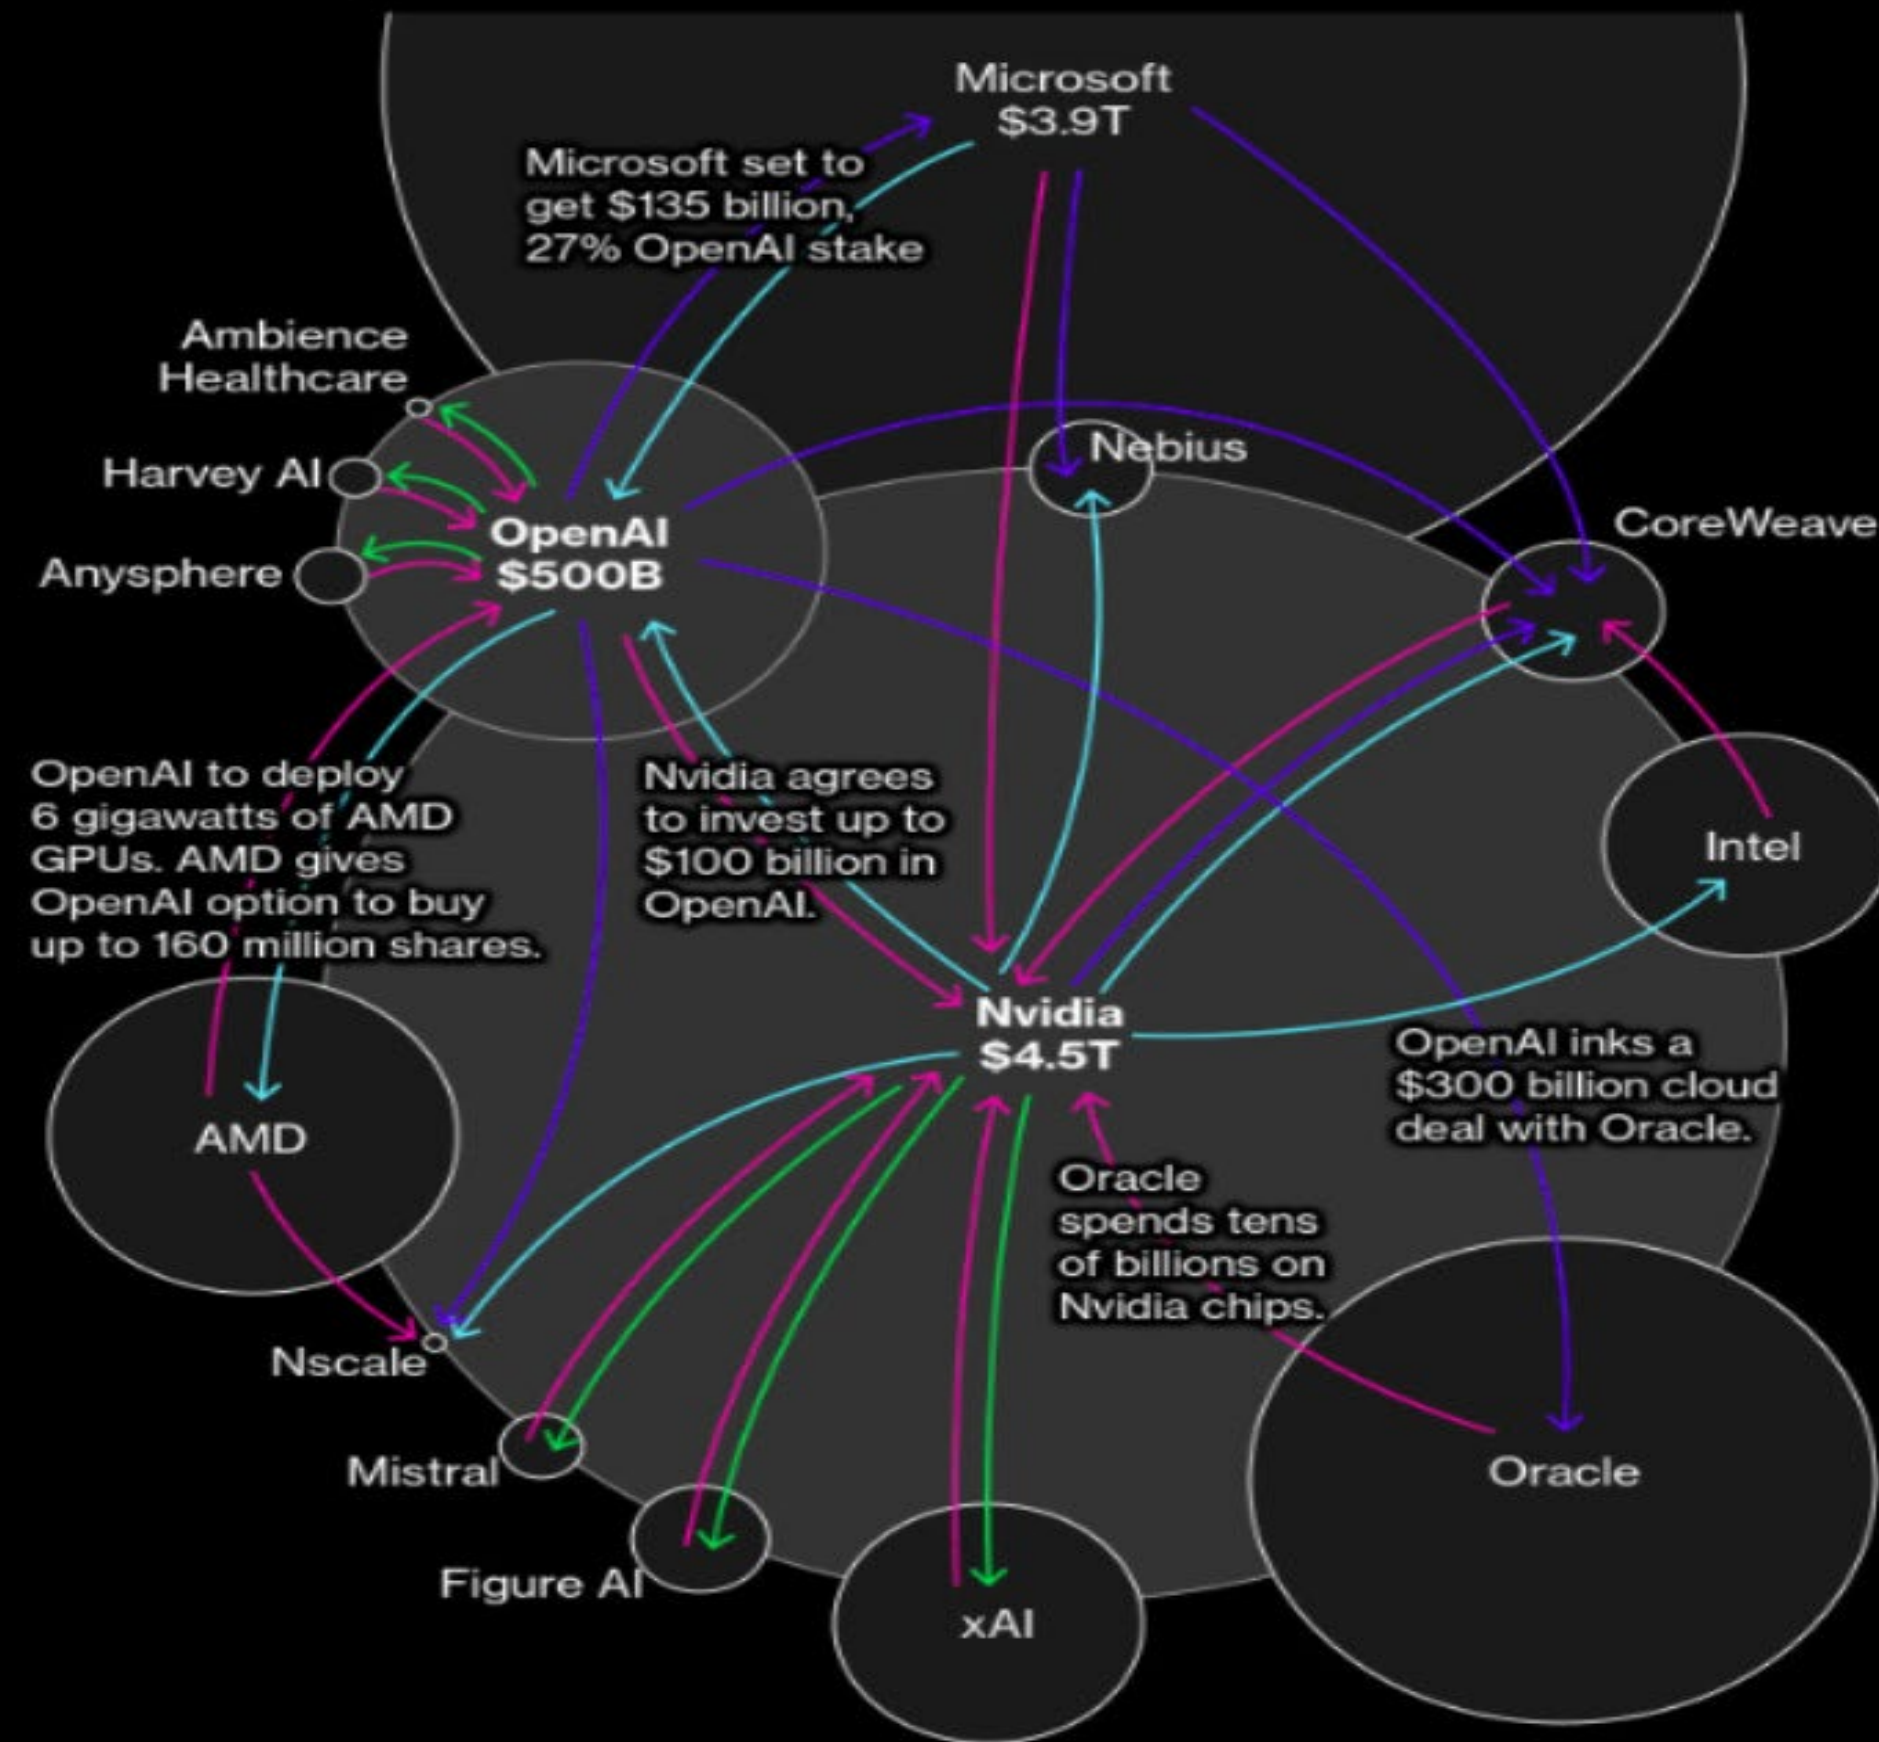 Microsoft
$3.9T
Microsoft set to
get $135 billion,
27% OpenAI stake
Ambience
Healthcare
Harvey AI
Anysphere
OpenAI
$500B
Nebius
CoreWeave
OpenAI to deploy
6 gigawatts of AMD
GPUs. AMD gives
OpenAI option to buy
up to 160 million shares.
Nvidia agrees
to invest up to
$100 billion in
OpenAI.
Intel
Nvidia
$4.5T
OpenAI inks a
$300 billion cloud
deal with Oracle.
AMD
Oracle
spends tens
of billions on
Nvidia chips.
Nscale
Mistral
Figure AI
xAI
Oracle